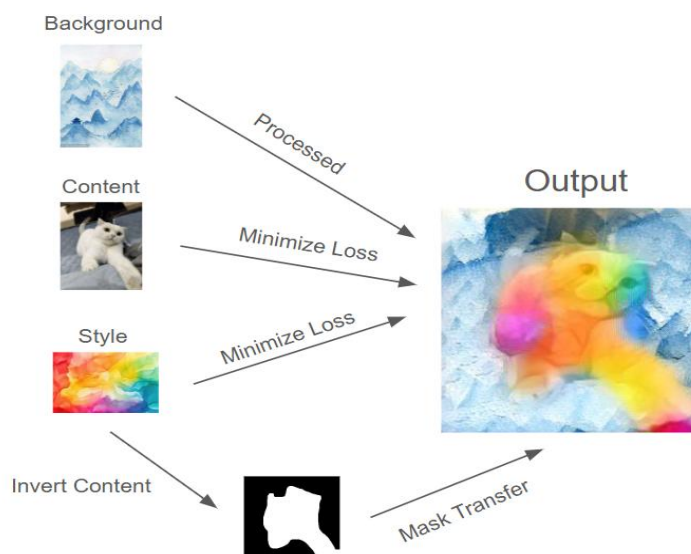 Background
Processed
Content
Output
Minimize Loss
Style
Minimize Loss
Invert Content
Mask Transfer